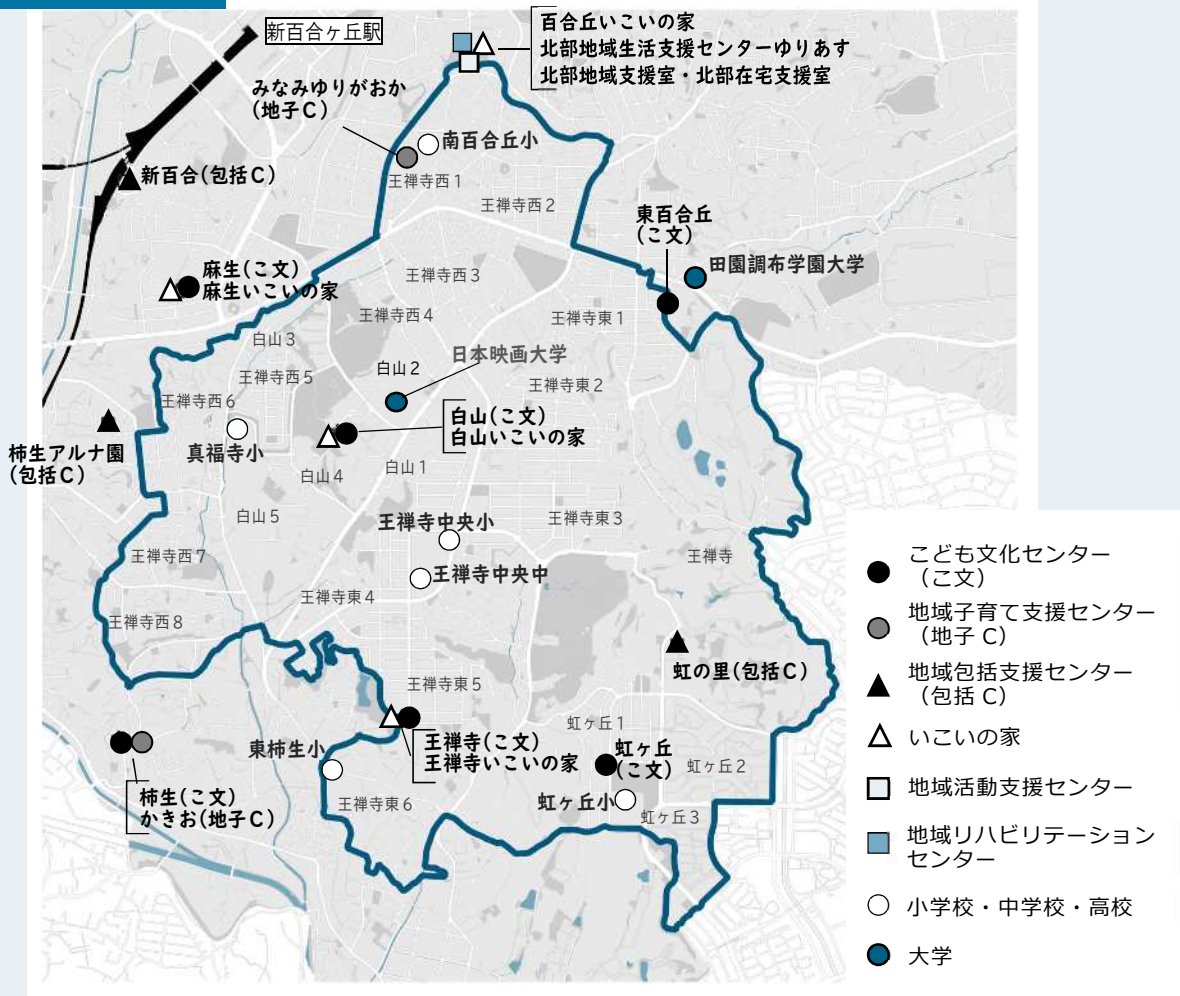 新百合ヶ丘駅
百合丘いこいの家
北部地域生活支援センターゆりあす
北部地域支援室・北部在宅支援室
みなみゆりがおか
(地子C)
南百合丘小
新百合(包括C)
王禅寺西1
王禅寺西2
東百合丘
(こ文)
田園調布学園大学
麻生(こ文)
麻生いこいの家
王禅寺西3
王禅寺西4
王禅寺東1
白山3
日本映画大学
白山2
王禅寺西5
王禅寺東2
王禅寺西6
白山(こ文)
白山いこいの家
柿生アルナ園
(包括C)
真福寺小
白山4
白山1
白山5
王禅寺中央小
王禅寺東3
王禅寺西7
王禅寺
王禅寺中央中
王禅寺東4
王禅寺西8
虹の里(包括C)
王禅寺東5
虹ヶ丘1
東柿生小
王禅寺(こ文)
王禅寺いこいの家
虹ヶ丘
(こ文)
虹ヶ丘2
柿生(こ文)
かきお(地子C)
王禅寺東6
虹ヶ丘小
虹ヶ丘3
こども文化センター
(こ文)
地域子育て支援センター
(地子 C)
地域包括支援センター
(包括 C)
いこいの家
地域活動支援センター
地域リハビリテーション
センター
小学校・中学校・高校
大学